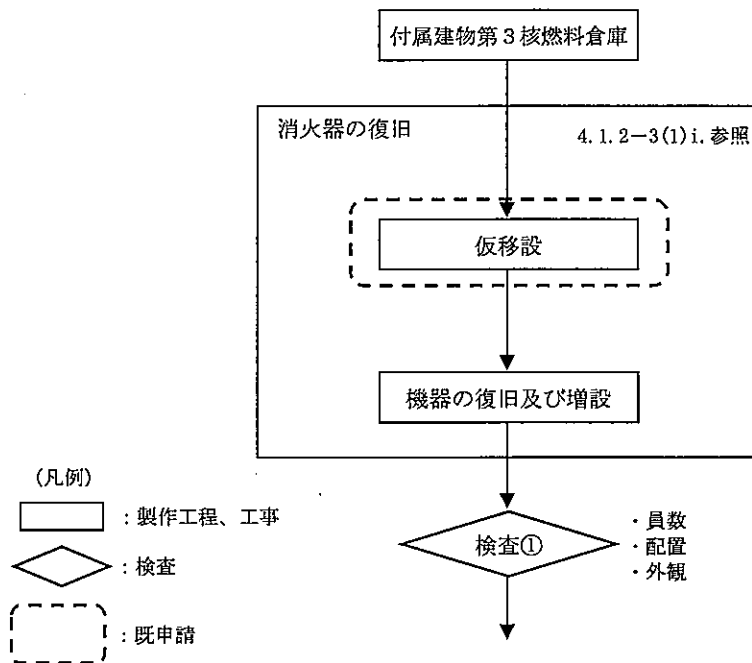 付属建物第3核燃料倉庫
消火器の復旧
4.1.2－3(1)i.参照
仮移設
機器の復旧及び増設
検査①
・員数
・配置
・外観
(凡例)
：製作工程、工事
：検査
：既申請